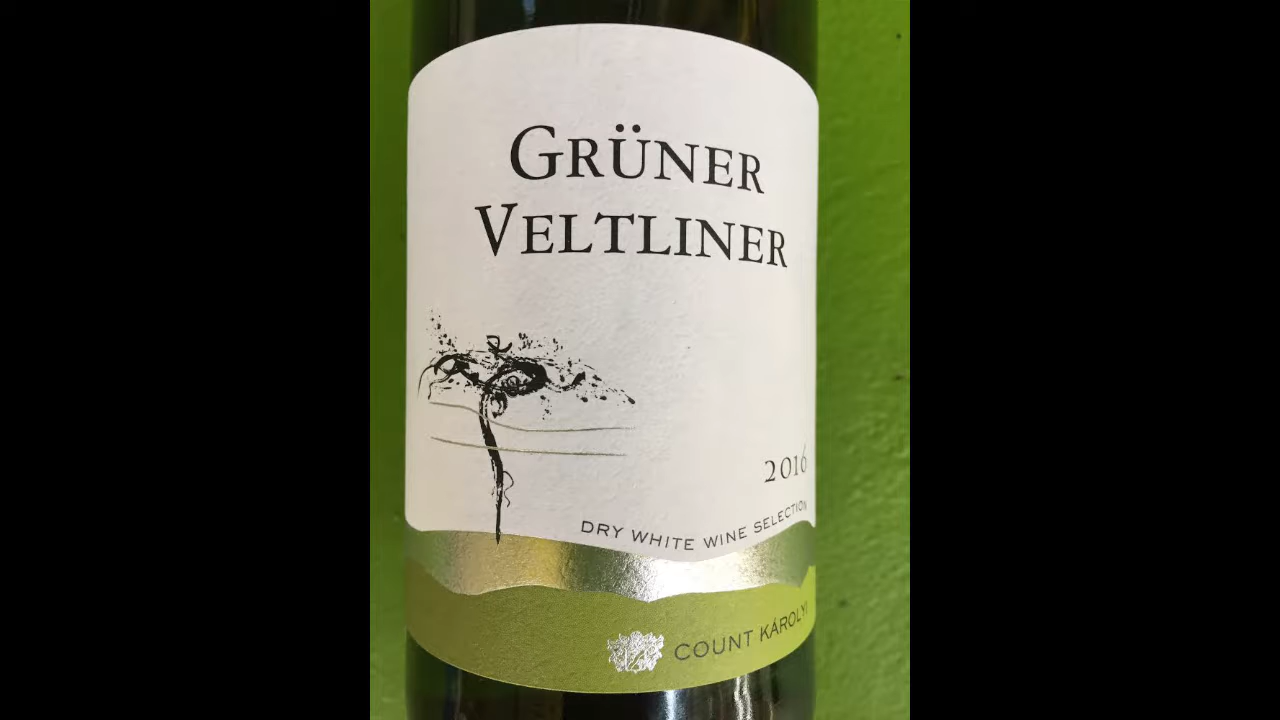 GRÜNER
VELTLINER
2016
DRY WHITE WINE SELECTION
COUNT KÁROLYI